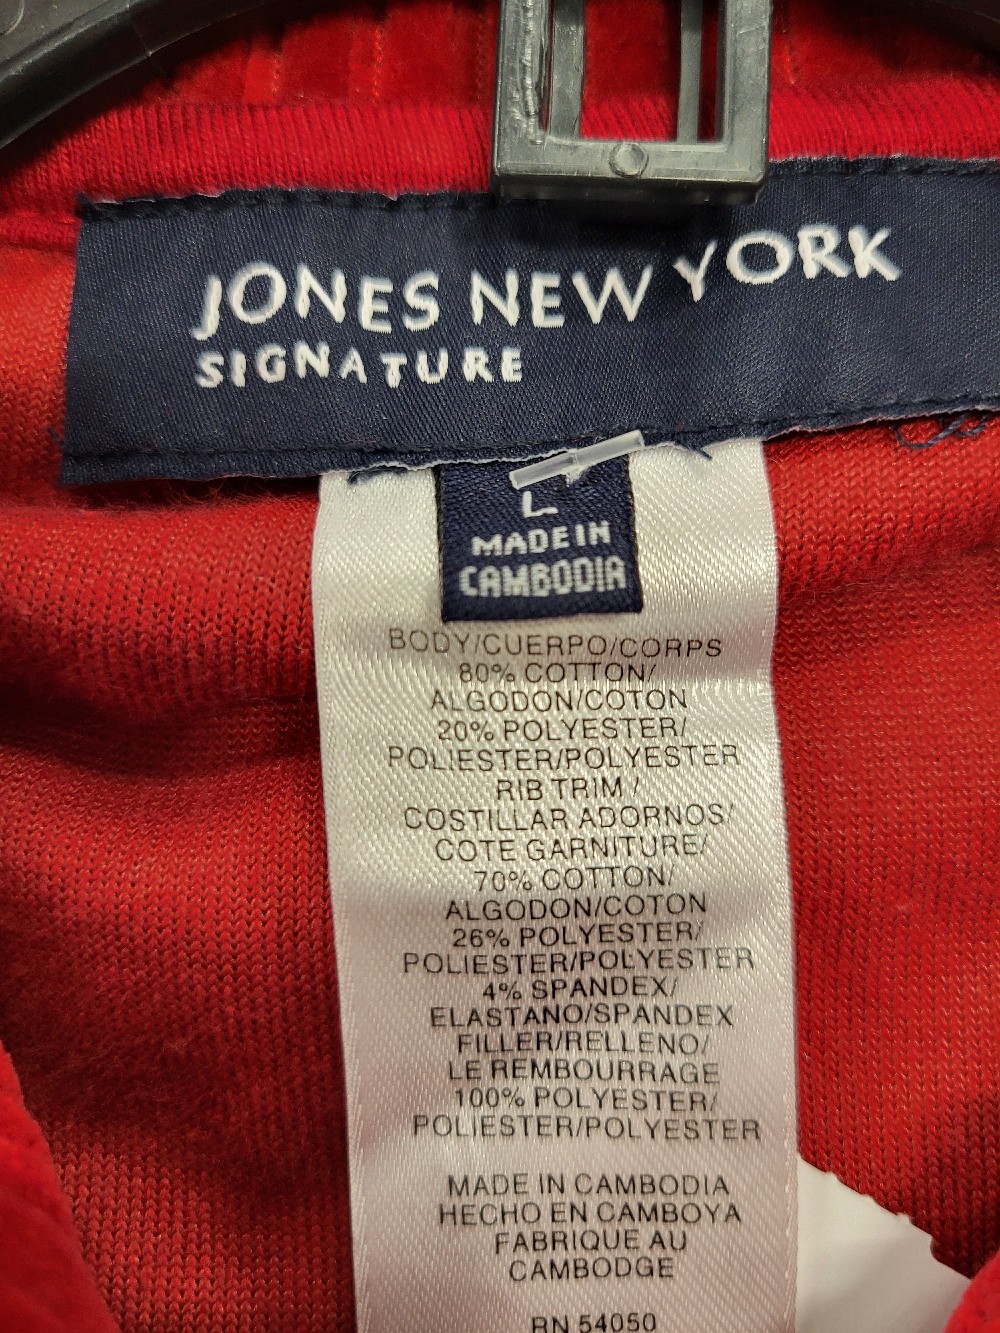 JONES NEW YORK
SIGNATURE
L
MADE IN
CAMBODIA
BODY/CUERPO/CORPS
80% COTTON/
ALGODON/COTON
20% POLYESTER/
POLIESTER/POLYESTER
RIB TRIM /
COSTILLAR ADORNOS/
COTE GARNITURE/
70% COTTON/
ALGODON/COTON
26% POLYESTER/
POLIESTER/POLYESTER
4% SPANDEX/
ELASTANO/SPANDEX
FILLER/RELLENO/
LE REMBOURRAGE
100% POLYESTER/
POLIESTER/POLYESTER
MADE IN CAMBODIA
HECHO EN CAMBOYA
FABRIQUE AU
CAMBODGE
RN 54050